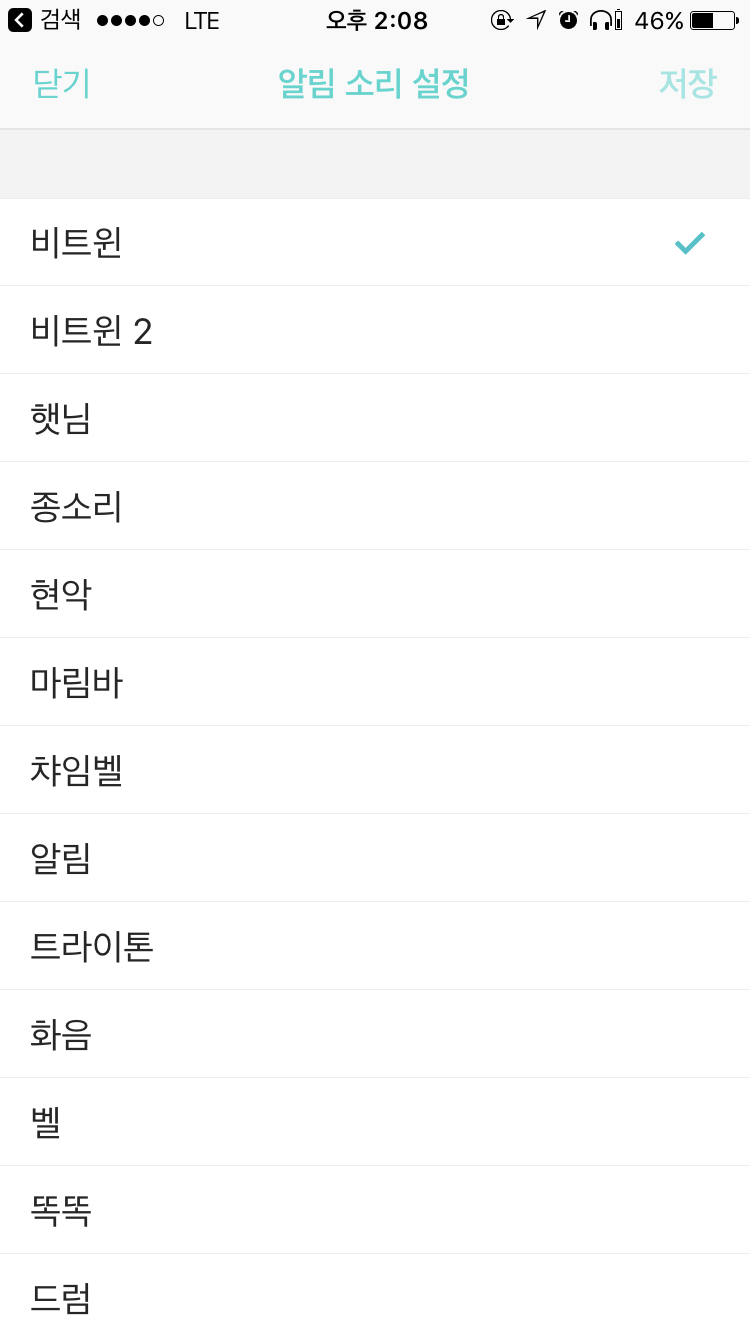 검색 LTE 오후 2:08 46%
닫기 알림 소리 설정 저장
비트윈
비트윈 2
햇님
종소리
현악
마림바
챠임벨
알림
트라이톤
화음
벨
똑똑
드럼